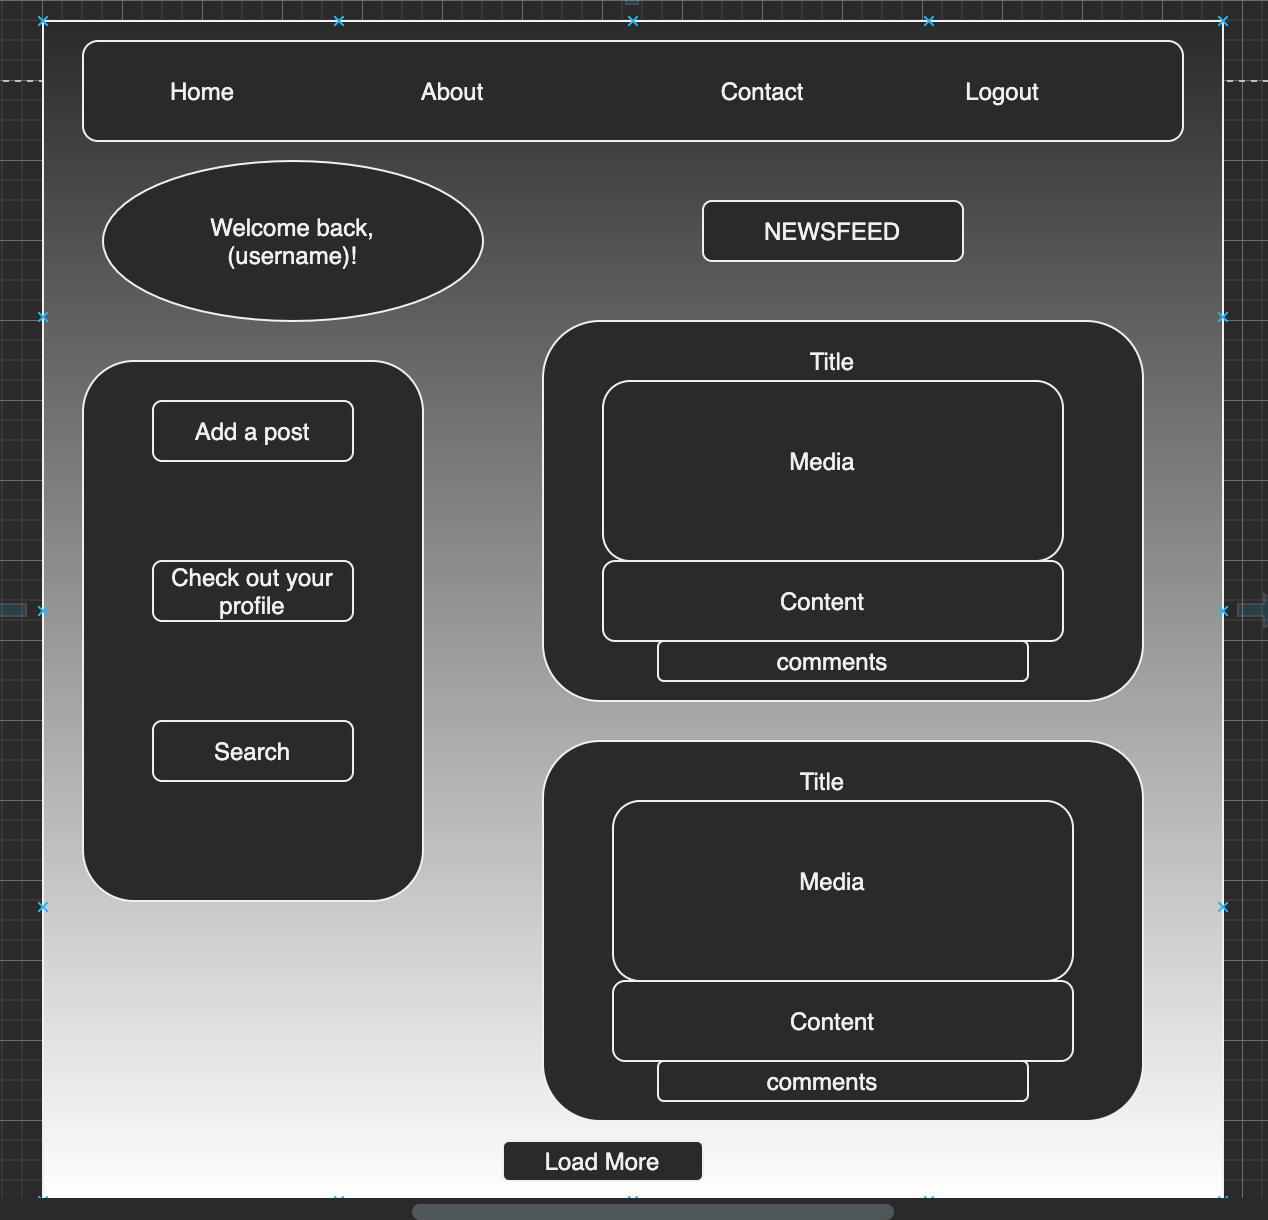 Home
About
Contact
Logout
Welcome back,
(username)!
NEWSFEED
Add a post
Check out your
profile
Search
Title
Media
Content
comments
Title
Media
Content
comments
Load More